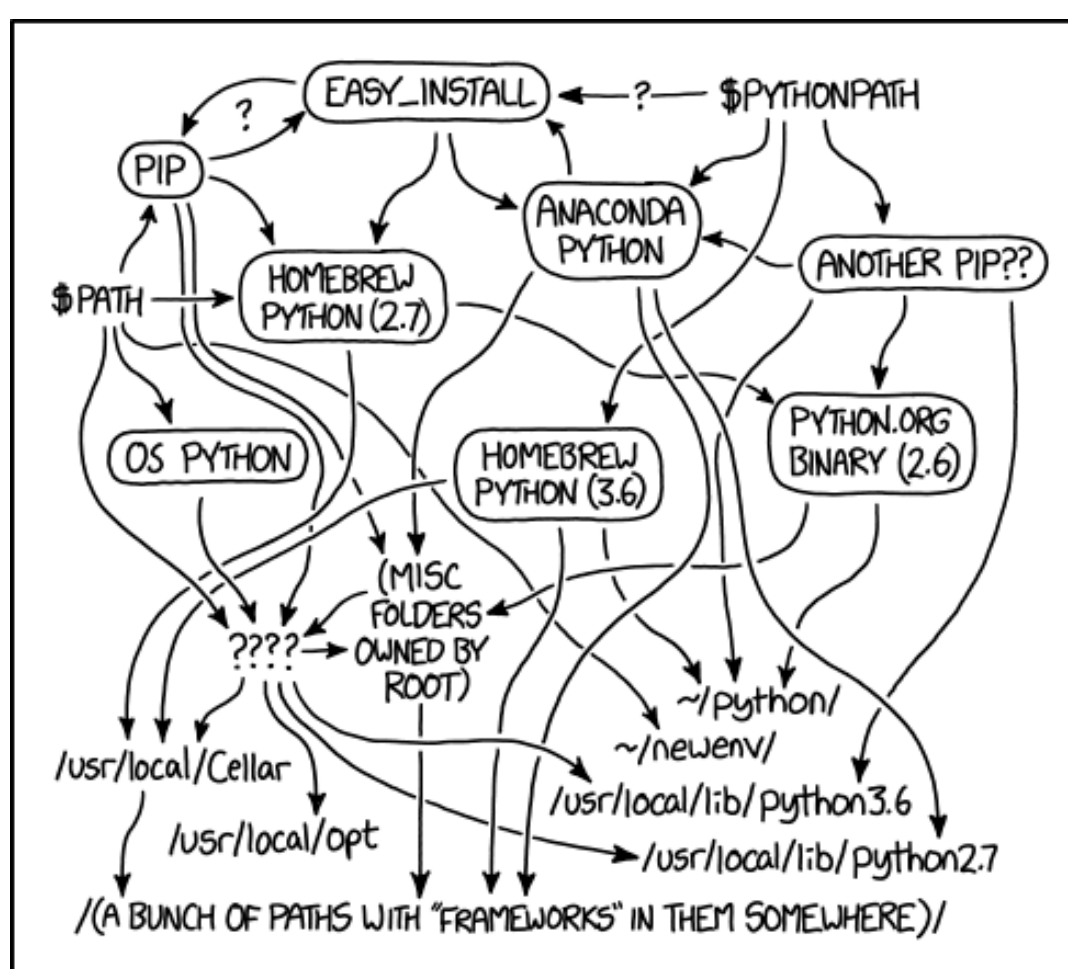 EASY_INSTALL
?
$PYTHONPATH
?
PIP
ANACONDA
PYTHON
HOMEBREW
PYTHON (2.7)
ANOTHER PIP??
$PATH
PYTHON.ORG
BINARY (2.6)
OS PYTHON
HOMEBREW
PYTHON (3.6)
(MISC
FOLDERS
OWNED BY
ROOT)
????
~/python/
~/newenv/
/usr/local/Cellar
/usr/local/lib/python3.6
/usr/local/opt
/usr/local/lib/python2.7
/(A BUNCH OF PATHS WITH "FRAMEWORKS" IN THEM SOMEWHERE)/